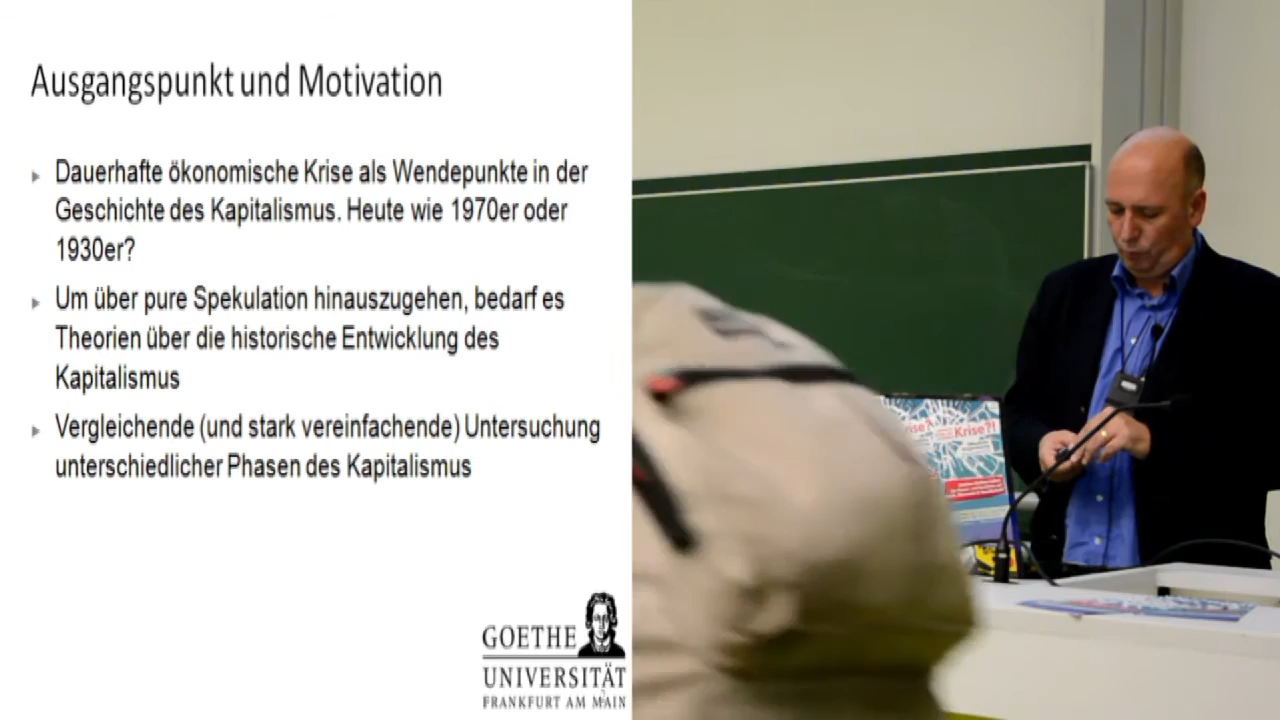 Ausgangspunkt und Motivation
Dauerhafte ökonomische Krise als Wendepunkte in der
Geschichte des Kapitalismus. Heute wie 1970er oder
1930er?
Um über pure Spekulation hinauszugehen, bedarf es
Theorien über die historische Entwicklung des
Kapitalismus
Vergleichende (und stark vereinfachende) Untersuchung
unterschiedlicher Phasen des Kapitalismus
GOETHE
UNIVERSITÄT
FRANKFURT AM MAIN
Krise?!